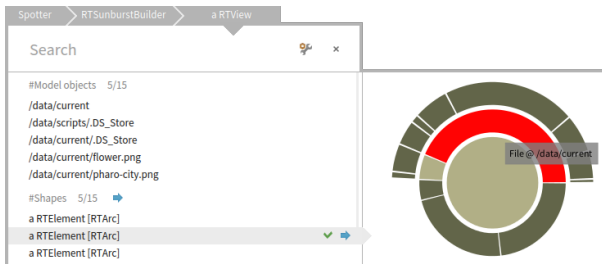 Spotter RTSunburstBuilder a RTView
Search ×
#Model objects 5/15
/data/current
/data/scripts/.DS_Store
/data/current/.DS_Store
/data/current/flower.png
/data/current/pharo-city.png
#Shapes 5/15
a RTElement [RTArc]
a RTElement [RTArc]
a RTElement [RTArc]
File @ /data/current